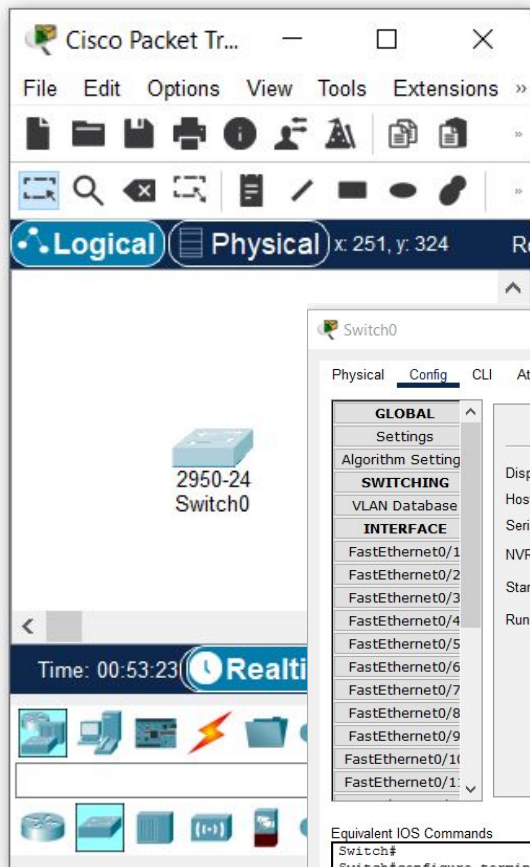 Cisco Packet Tr...
File Edit Options View Tools Extensions »
Logical Physical x: 251, y: 324
2950-24
Switch0
Time: 00:53:23
Switch0
Physical Config CLI
GLOBAL
Settings
Algorithm Setting
SWITCHING
VLAN Database
INTERFACE
FastEthernet0/1
FastEthernet0/2
FastEthernet0/3
FastEthernet0/4
FastEthernet0/5
FastEthernet0/6
FastEthernet0/7
FastEthernet0/8
FastEthernet0/9
Equivalent IOS Commands
Switch#